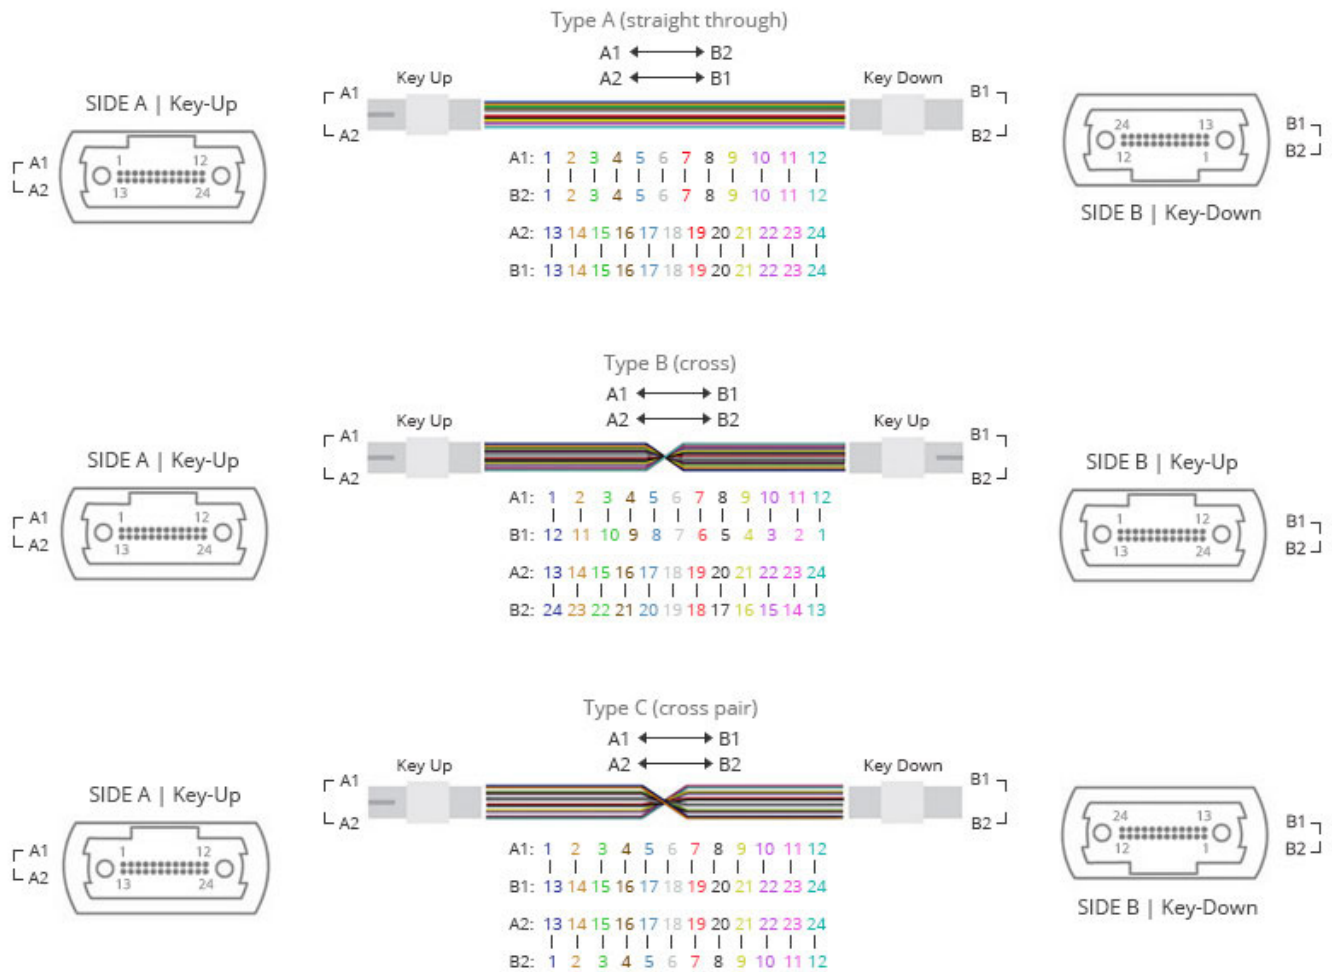 Type A (straight through)
A1 B2
A2 B1
SIDE A | Key-Up
A1
A2
1 12
13 24
Key Up
A1
A2
Key Down
B1
B2
24 13
12 1
B1
B2
SIDE B | Key-Down
A1: 1 2 3 4 5 6 7 8 9 10 11 12
B2: 1 2 3 4 5 6 7 8 9 10 11 12
A2: 13 14 15 16 17 18 19 20 21 22 23 24
B1: 13 14 15 16 17 18 19 20 21 22 23 24
Type B (cross)
A1 B1
A2 B2
SIDE A | Key-Up
A1
A2
1 12
13 24
Key Up
A1
A2
Key Up
B1
B2
SIDE B | Key-Up
1 12
13 24
B1
B2
A1: 1 2 3 4 5 6 7 8 9 10 11 12
B1: 12 11 10 9 8 7 6 5 4 3 2 1
A2: 13 14 15 16 17 18 19 20 21 22 23 24
B2: 24 23 22 21 20 19 18 17 16 15 14 13
Type C (cross pair)
A1 B1
A2 B2
SIDE A | Key-Up
A1
A2
1 12
13 24
Key Up
A1
A2
Key Down
B1
B2
24 13
12 1
B1
B2
SIDE B | Key-Down
A1: 1 2 3 4 5 6 7 8 9 10 11 12
B1: 13 14 15 16 17 18 19 20 21 22 23 24
A2: 13 14 15 16 17 18 19 20 21 22 23 24
B2: 1 2 3 4 5 6 7 8 9 10 11 12